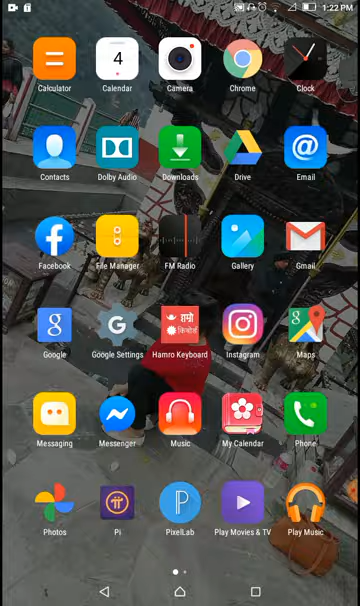 1:22 PM
4
Calculator Calendar Camera Chrome Clock
Contacts Dolby Audio Downloads Drive Email
Facebook File Manager FM Radio Gallery Gmail
हाम्रो
किबोर्ड
Google Google Settings Hamro Keyboard Instagram Maps
Messaging Messenger Music My Calendar Phone
Photos Pi PixelLab Play Movies & TV Play Music